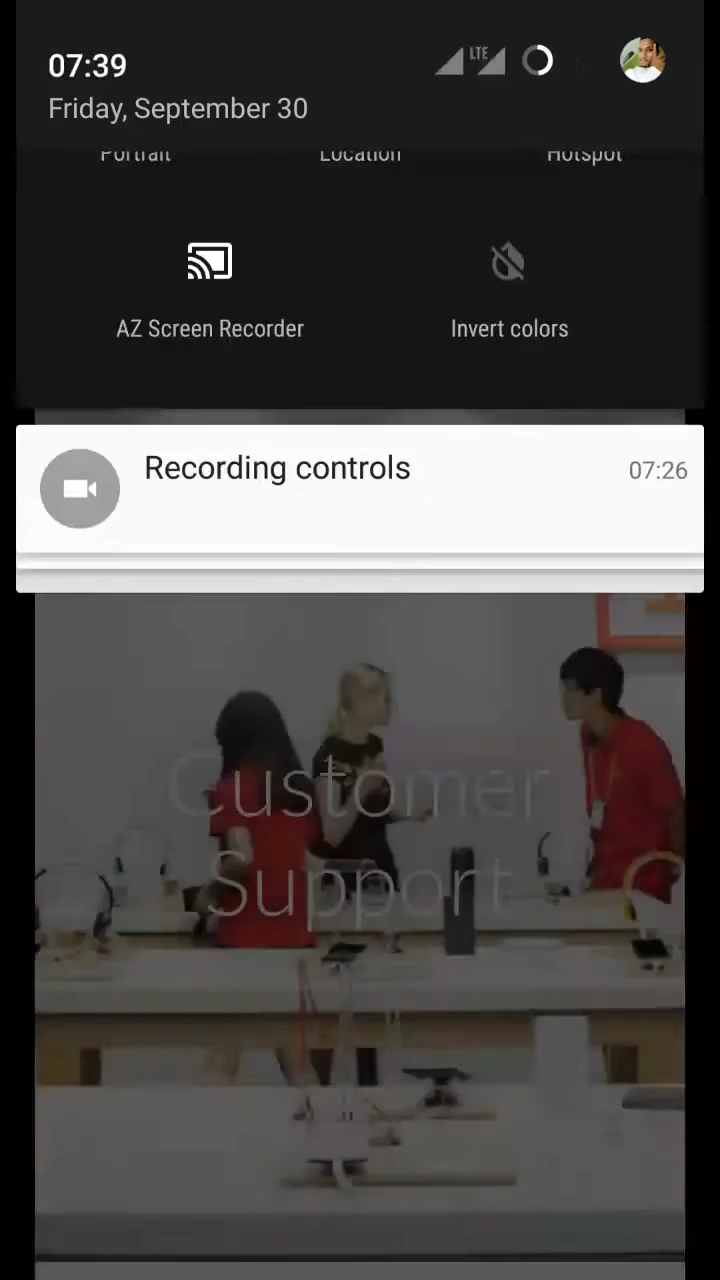 07:39
LTE
Friday, September 30
Portrait
Location
Hotspot
AZ Screen Recorder
Invert colors
Recording controls
07:26
Customer
Support